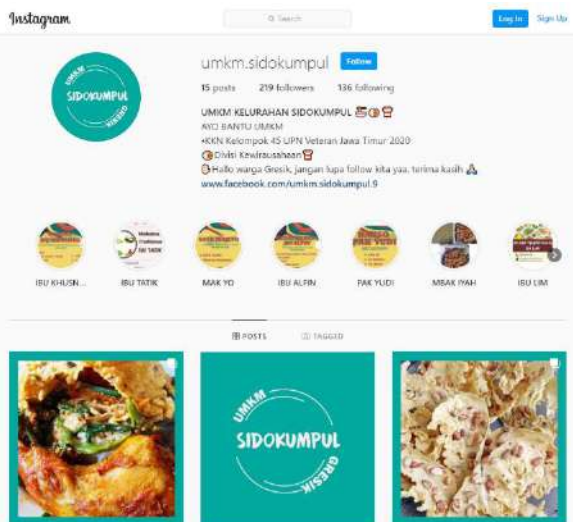 Instagram
Search
Log In Sign Up
UMKM
SIDOKUMPUL
GRESIK
umkm.sidokumpul Follow
15 posts 219 followers 136 following
UMKM KELURAHAN SIDOKUMPUL
AYO BANTU UMKM
•KKN Kelompok 45 UPN Veteran Jawa Timur 2020
Divisi Kewirausahaan
Hallo warga Gresik, jangan lupa follow kita yaa, terima kasih
www.facebook.com/umkm.sidokumpul.9
PAK YUDI
IBU KHUSN... IBU TATIK MAK YO IBU ALFIN PAK YUDI MBAK IYAH IBU LIM
POSTS TAGGED
UMKM
SIDOKUMPUL
GRESIK